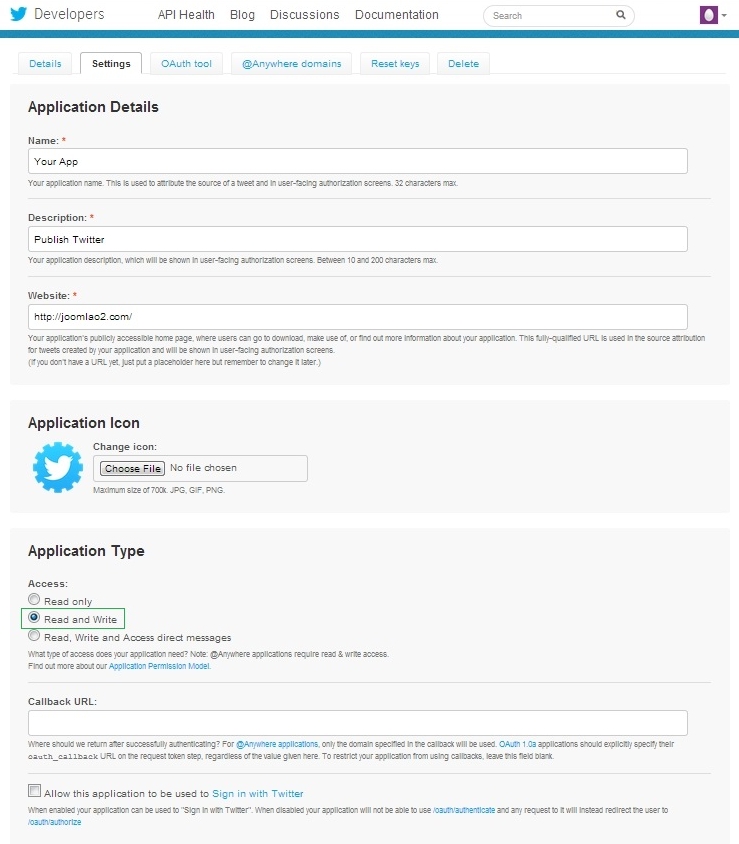 Developers API Health Blog Discussions Documentation Search
Details Settings OAuth tool @Anywhere domains Reset keys Delete
Application Details
Name: *
Your App
Your application name. This is used to attribute the source of a tweet and in user-facing authorization screens. 32 characters max.
Description: *
Publish Twitter
Your application description, which will be shown in user-facing authorization screens. Between 10 and 200 characters max.
Website: *
http://joomlao2.com/
Your application's publicly accessible home page, where users can go to download, make use of, or find out more information about your application. This fully-qualified URL is used in the source attribution
for tweets created by your application and will be shown in user-facing authorization screens.
(If you don't have a URL yet, just put a placeholder here but remember to change it later.)
Application Icon
Change icon:
Choose File No file chosen
Maximum size of 700k. JPG, GIF, PNG.
Application Type
Access:
Read only
Read and Write
Read, Write and Access direct messages
What type of access does your application need? Note: @Anywhere applications require read & write access.
Find out more about our Application Permission Model.
Callback URL:
Where should we return after successfully authenticating? For @Anywhere applications, only the domain specified in the callback will be used. OAuth 1.0a applications should explicitly specify their
oauth_callback URL on the request token step, regardless of the value given here. To restrict your application from using callbacks, leave this field blank.
Allow this application to be used to Sign in with Twitter
When enabled your application can be used to "Sign in with Twitter". When disabled your application will not be able to use /oauth/authenticate and any request to it will instead redirect the user to
/oauth/authorize